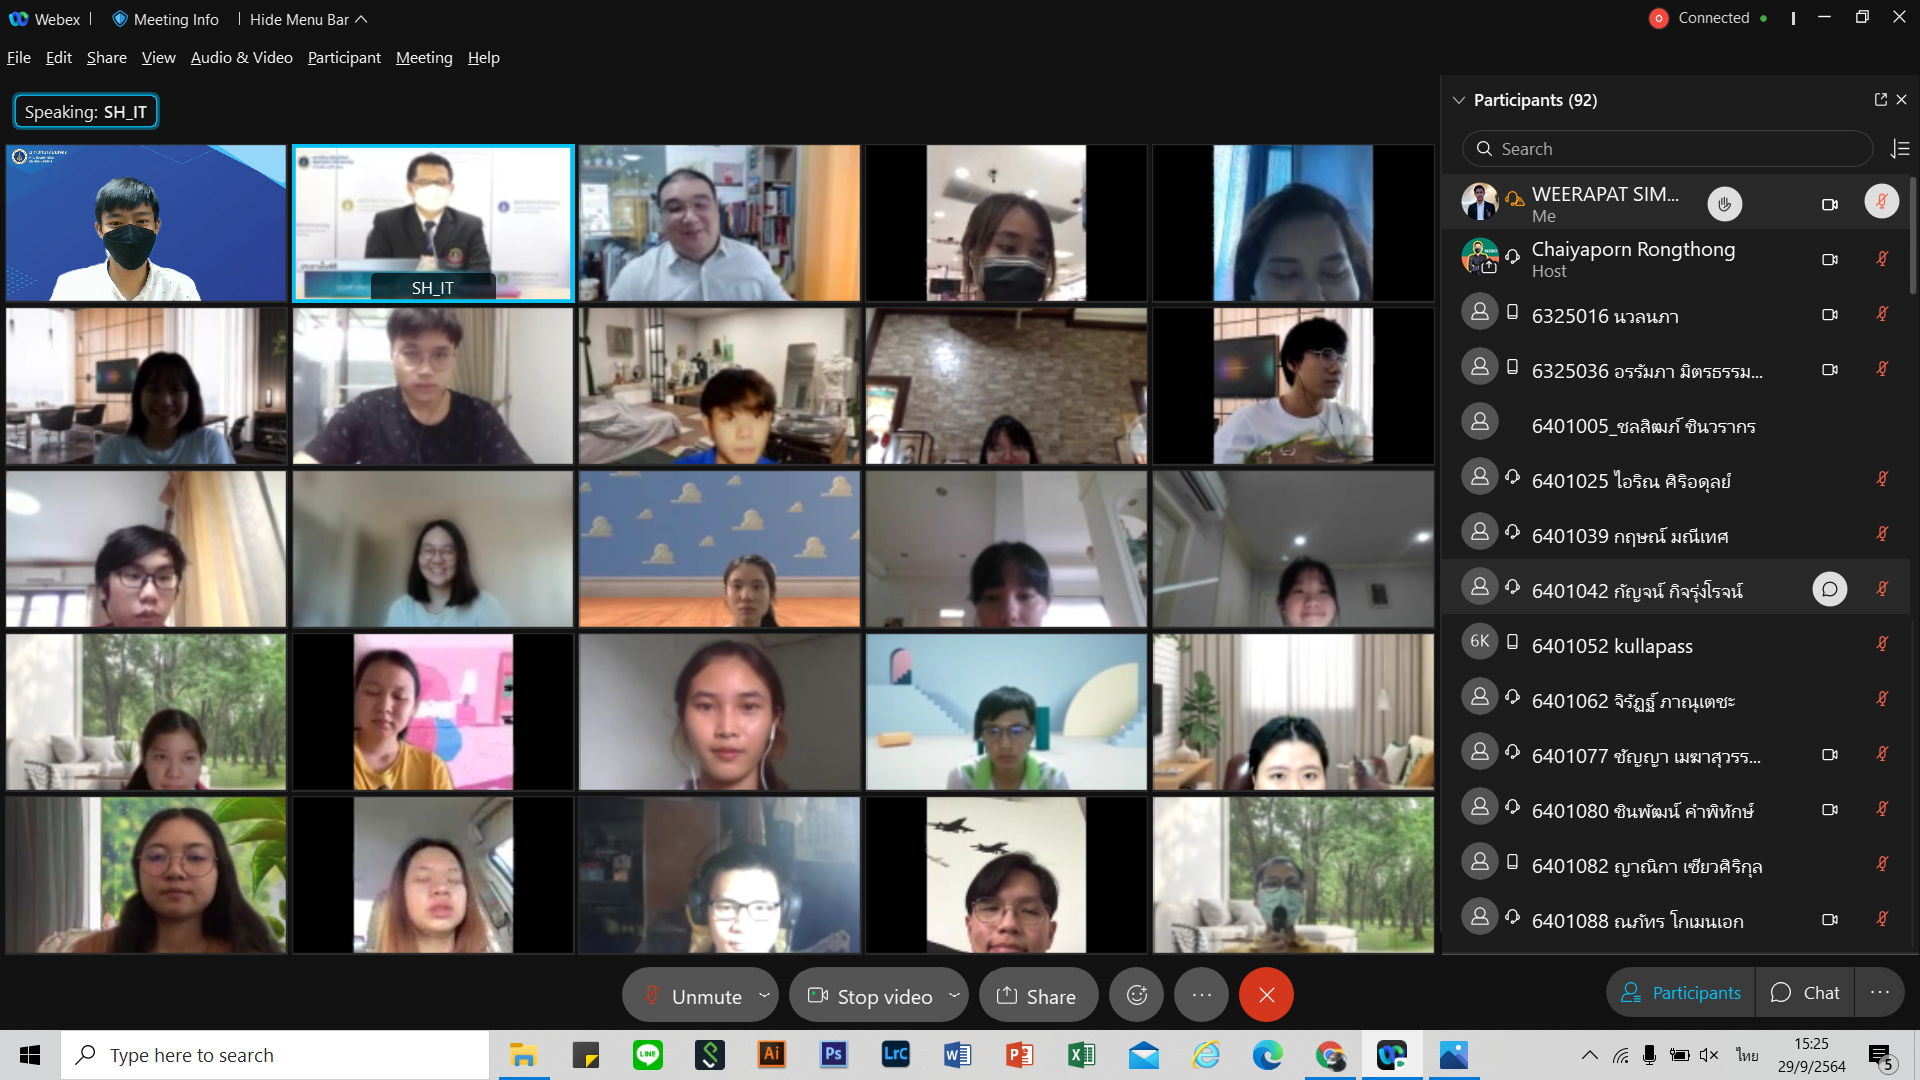 Webex
Meeting Info
Hide Menu Bar
Connected
File Edit Share View Audio & Video Participant Meeting Help
Speaking: SH_IT
SH_IT
Participants (92)
Search
WEERAPAT SIM...
Me
Chaiyaporn Rongthong
Host
6325016 นวลนภา
6325036 อรรัมภา มิตรธรรม...
6401005_ชลสิฒภ์ ชินวรากร
6401025 ไอริณ ศิริอดุลย์
6401039 กฤษณ์ มณีเทศ
6401042 กัญจน์ กิจรุ่งโรจน์
6K
6401052 kullapass
6401062 จิรัฏฐ์ ภาณุเตชะ
6401077 ชัญญา เมฆาสุวรร...
6401080 ชินพัฒน์ คำพิทักษ์
6401082 ญาณิกา เซียวศิริกุล
6401088 ณภัทร โกเมนเอก
Unmute
Stop video
Share
Participants
Chat
Type here to search
LINE
Ai
Ps
LrC
ไทย
15:25
29/9/2564
5